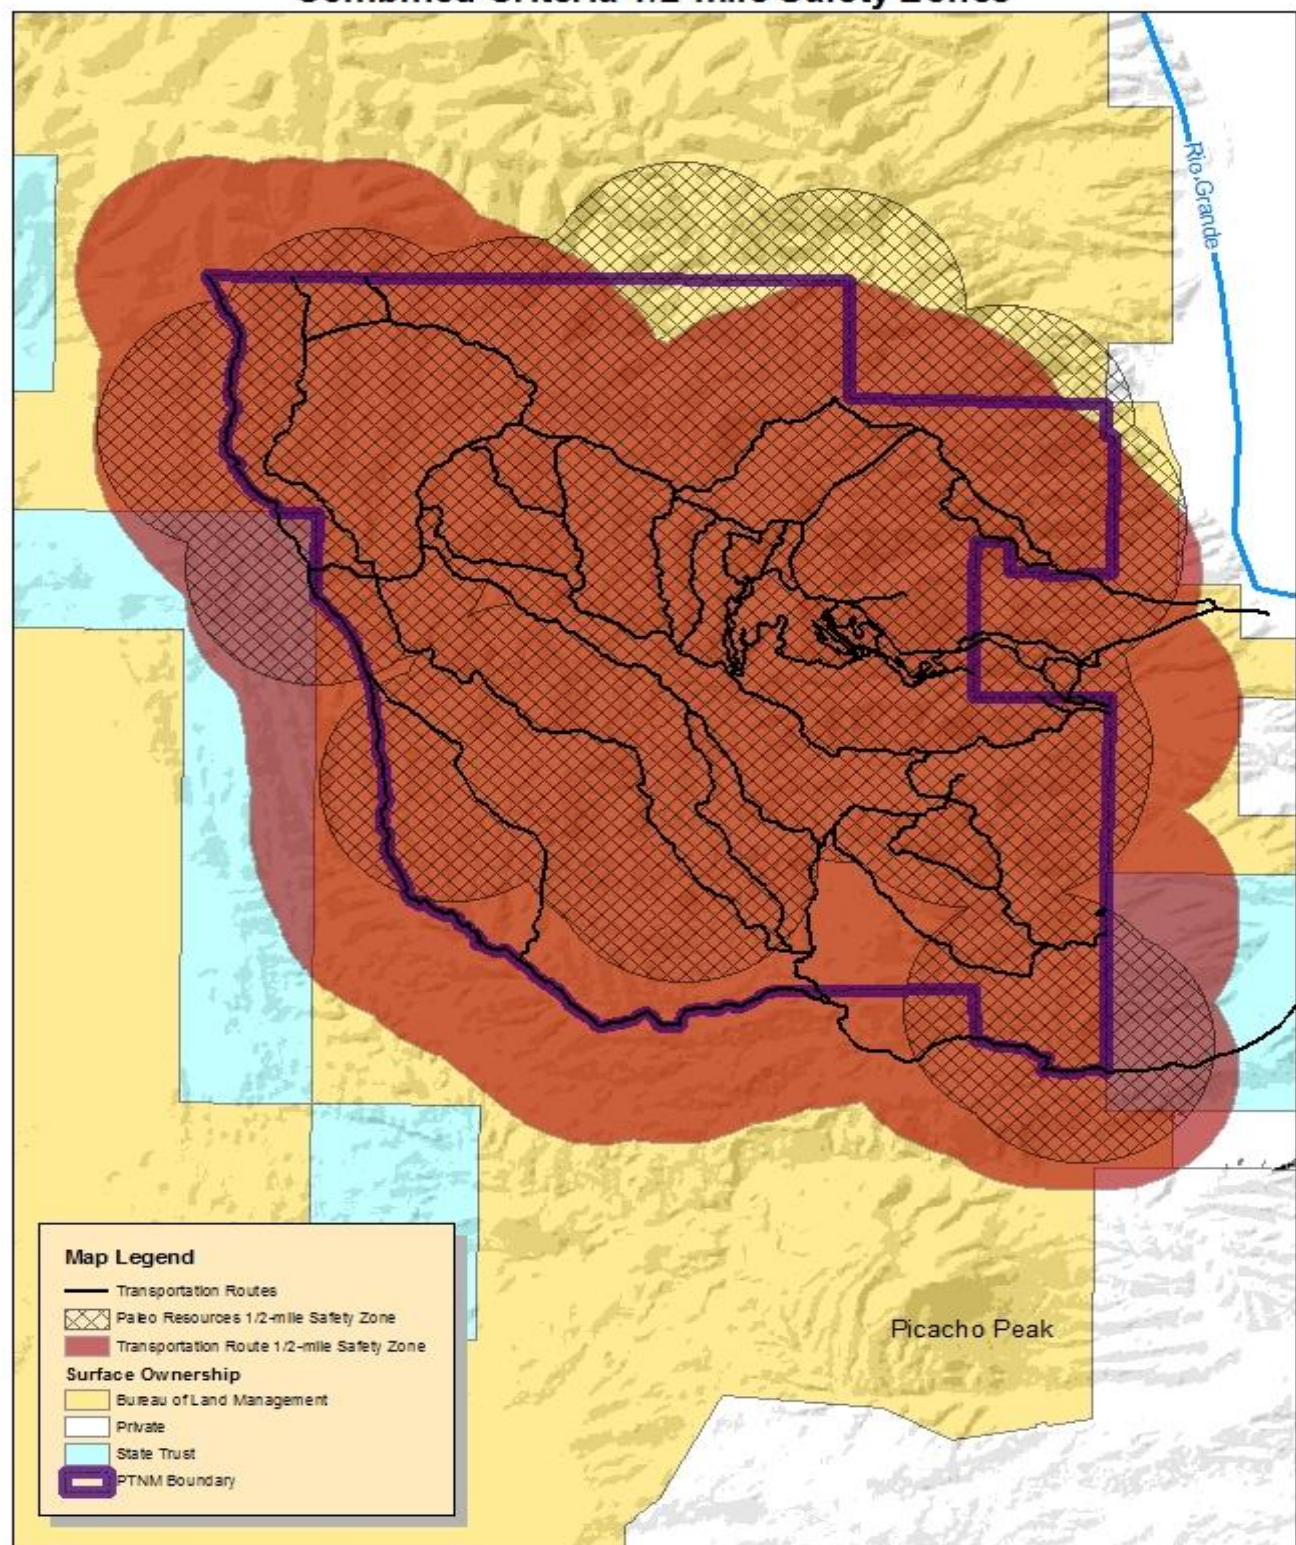 Combined Criteria 1/2-mile Safety Zones
Rio Grande
Picacho Peak
Map Legend
Transportation Routes
Paleo Resources 1/2-mile Safety Zone
Transportation Route 1/2-mile Safety Zone
Surface Ownership
Bureau of Land Management
Private
State Trust
PTNM Boundary